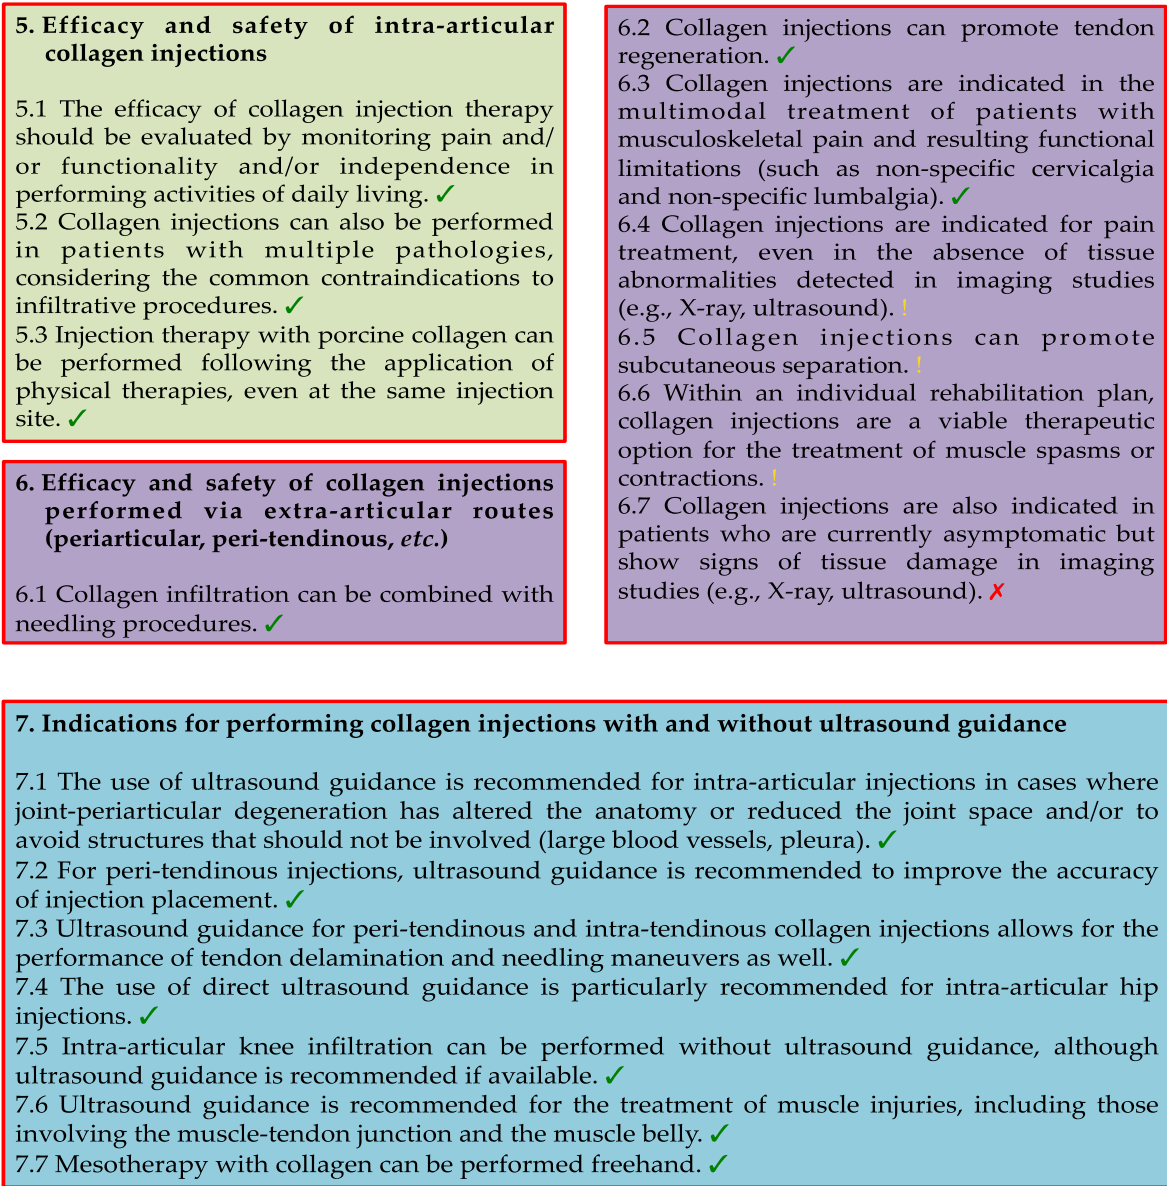 5. Efficacy and safety of intra-articular
collagen injections
5.1 The efficacy of collagen injection therapy
should be evaluated by monitoring pain and/
or functionality and/or independence in
performing activities of daily living. ✓
5.2 Collagen injections can also be performed
in patients with multiple pathologies,
considering the common contraindications to
infiltrative procedures. ✓
5.3 Injection therapy with porcine collagen can
be performed following the application of
physical therapies, even at the same injection
site. ✓
6. Efficacy and safety of collagen injections
performed via extra-articular routes
(periarticular, peri-tendinous, etc.)
6.1 Collagen infiltration can be combined with
needling procedures. ✓
6.2 Collagen injections can promote tendon
regeneration. ✓
6.3 Collagen injections are indicated in the
multimodal treatment of patients with
musculoskeletal pain and resulting functional
limitations (such as non-specific cervicalgia
and non-specific lumbalgia). ✓
6.4 Collagen injections are indicated for pain
treatment, even in the absence of tissue
abnormalities detected in imaging studies
(e.g., X-ray, ultrasound). !
6.5 Collagen injections can promote
subcutaneous separation. !
6.6 Within an individual rehabilitation plan,
collagen injections are a viable therapeutic
option for the treatment of muscle spasms or
contractions. !
6.7 Collagen injections are also indicated in
patients who are currently asymptomatic but
show signs of tissue damage in imaging
studies (e.g., X-ray, ultrasound). ✗
7. Indications for performing collagen injections with and without ultrasound guidance
7.1 The use of ultrasound guidance is recommended for intra-articular injections in cases where
joint-periarticular degeneration has altered the anatomy or reduced the joint space and/or to
avoid structures that should not be involved (large blood vessels, pleura). ✓
7.2 For peri-tendinous injections, ultrasound guidance is recommended to improve the accuracy
of injection placement. ✓
7.3 Ultrasound guidance for peri-tendinous and intra-tendinous collagen injections allows for the
performance of tendon delamination and needling maneuvers as well. ✓
7.4 The use of direct ultrasound guidance is particularly recommended for intra-articular hip
injections. ✓
7.5 Intra-articular knee infiltration can be performed without ultrasound guidance, although
ultrasound guidance is recommended if available. ✓
7.6 Ultrasound guidance is recommended for the treatment of muscle injuries, including those
involving the muscle-tendon junction and the muscle belly. ✓
7.7 Mesotherapy with collagen can be performed freehand. ✓